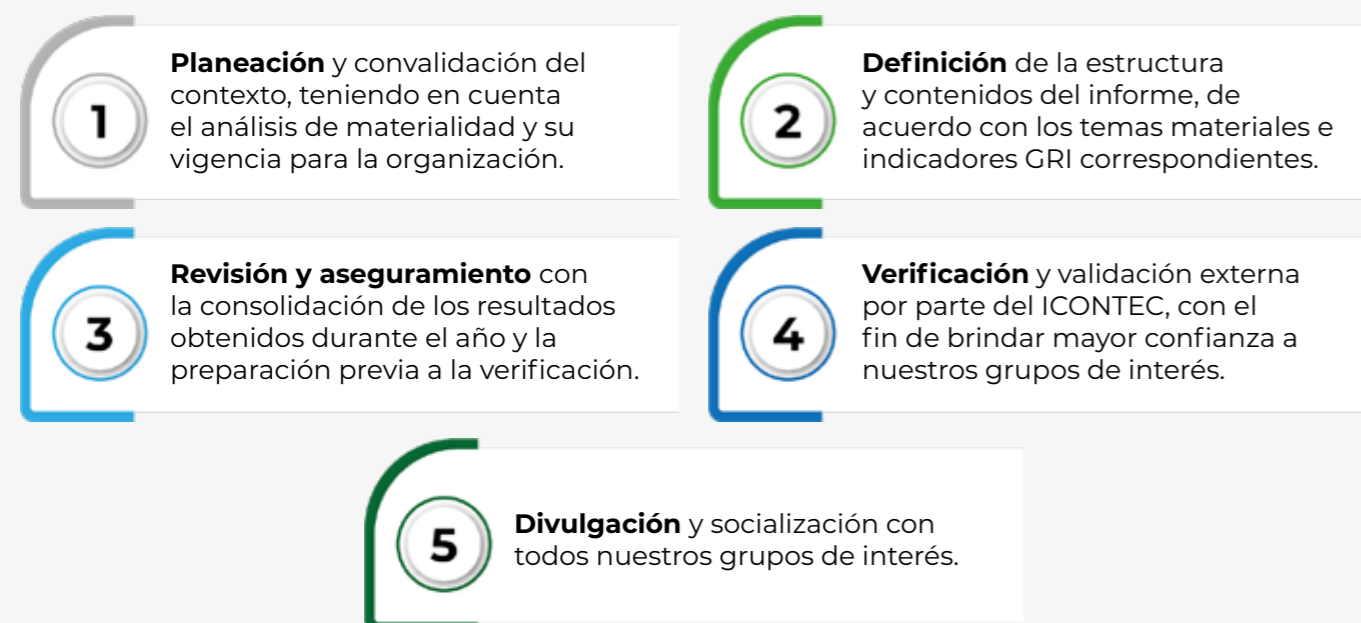 1
Planeación y convalidación del
contexto, teniendo en cuenta
el análisis de materialidad y su
vigencia para la organización.
2
Definición de la estructura
y contenidos del informe, de
acuerdo con los temas materiales e
indicadores GRI correspondientes.
3
Revisión y aseguramiento con
la consolidación de los resultados
obtenidos durante el año y la
preparación previa a la verificación.
4
Verificación y validación externa
por parte del ICONTEC, con el
fin de brindar mayor confianza a
nuestros grupos de interés.
5
Divulgación y socialización con
todos nuestros grupos de interés.